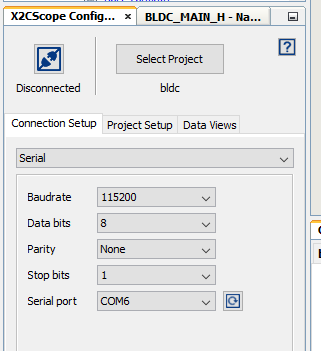 X2CScope Config... × BLDC_MAIN_H - Na...
Select Project
Disconnected bldc
Connection Setup Project Setup Data Views
Serial
Baudrate 115200
Data bits 8
Parity None
Stop bits 1
Serial port COM6